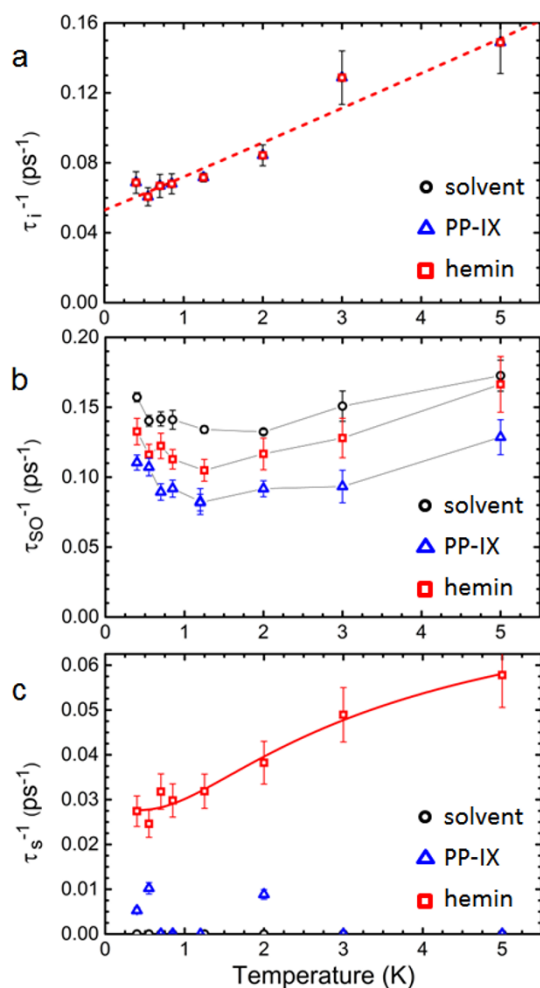 a
τᵢ⁻¹ (ps⁻¹)
0.16
0.12
0.08
0.04
0.00
solvent
PP-IX
hemin
0 1 2 3 4 5
b
τSO⁻¹ (ps⁻¹)
0.20
0.15
0.10
0.05
0.00
solvent
PP-IX
hemin
0 1 2 3 4 5
c
τs⁻¹ (ps⁻¹)
0.06
0.05
0.04
0.03
0.02
0.01
0.00
solvent
PP-IX
hemin
0 1 2 3 4 5
Temperature (K)